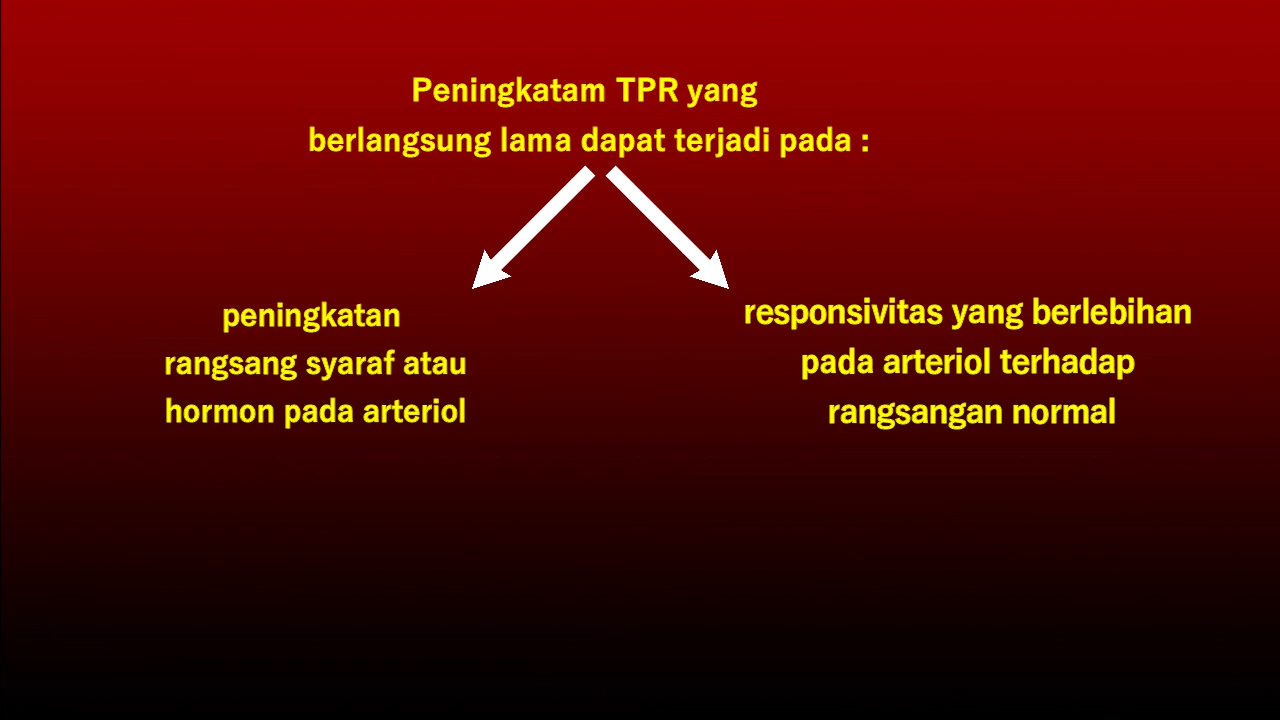 Peningkatam TPR yang
berlangsung lama dapat terjadi pada :
peningkatan
rangsang syaraf atau
hormon pada arteriol
responsivitas yang berlebihan
pada arteriol terhadap
rangsangan normal